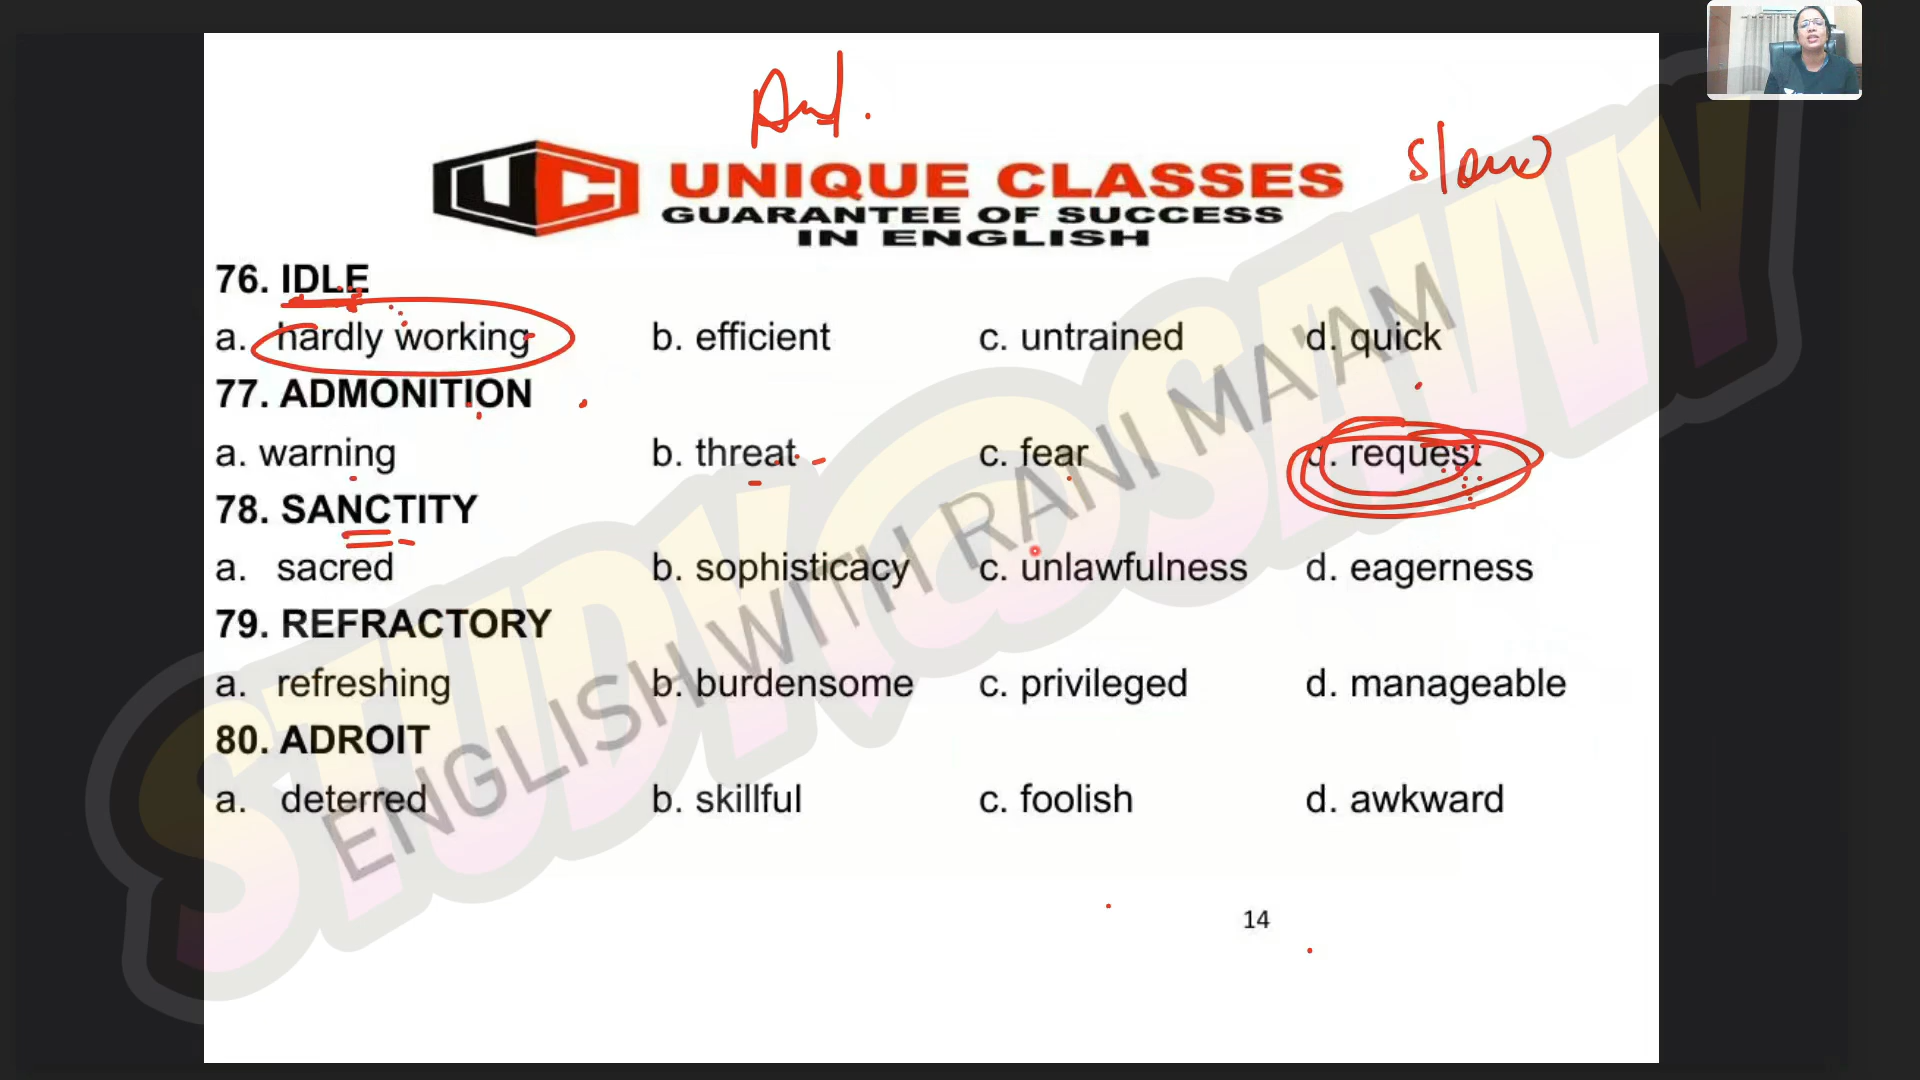 Ant.
slow
UC UNIQUE CLASSES
GUARANTEE OF SUCCESS
IN ENGLISH
76. IDLE
a. hardly working b. efficient c. untrained d. quick
77. ADMONITION
a. warning b. threat c. fear d. request
78. SANCTITY
a. sacred b. sophisticacy c. unlawfulness d. eagerness
79. REFRACTORY
a. refreshing b. burdensome c. privileged d. manageable
80. ADROIT
a. deterred b. skillful c. foolish d. awkward
14
STUDY@SAVVY
ENGLISH WITH RANI MA'AM